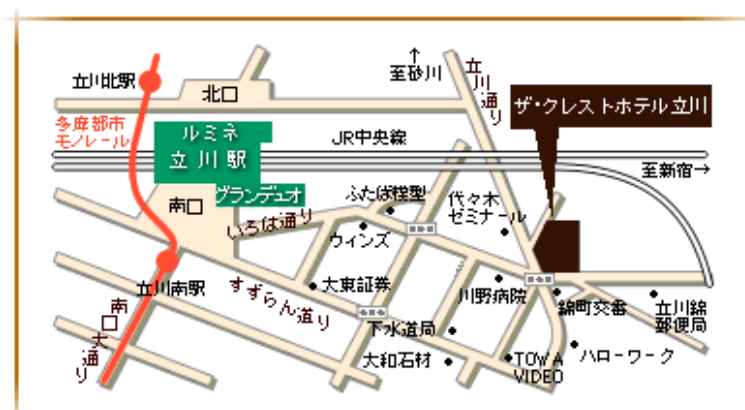 ↑
至砂川
立川通り
立川北駅
北口
ザ・クレストホテル立川
多摩都市
モノレール
ルミネ
立川駅
JR中央線
至新宿→
グランデュオ
南口
いろは通り
ふたば模型
代々木
ゼミナール
ウィンズ
すずらん通り
大東証券
川野病院
立川南駅
南口大通り
下水道局
錦町交番
立川錦
郵便局
大和石材
TOWA
VIDEO
ハローワーク